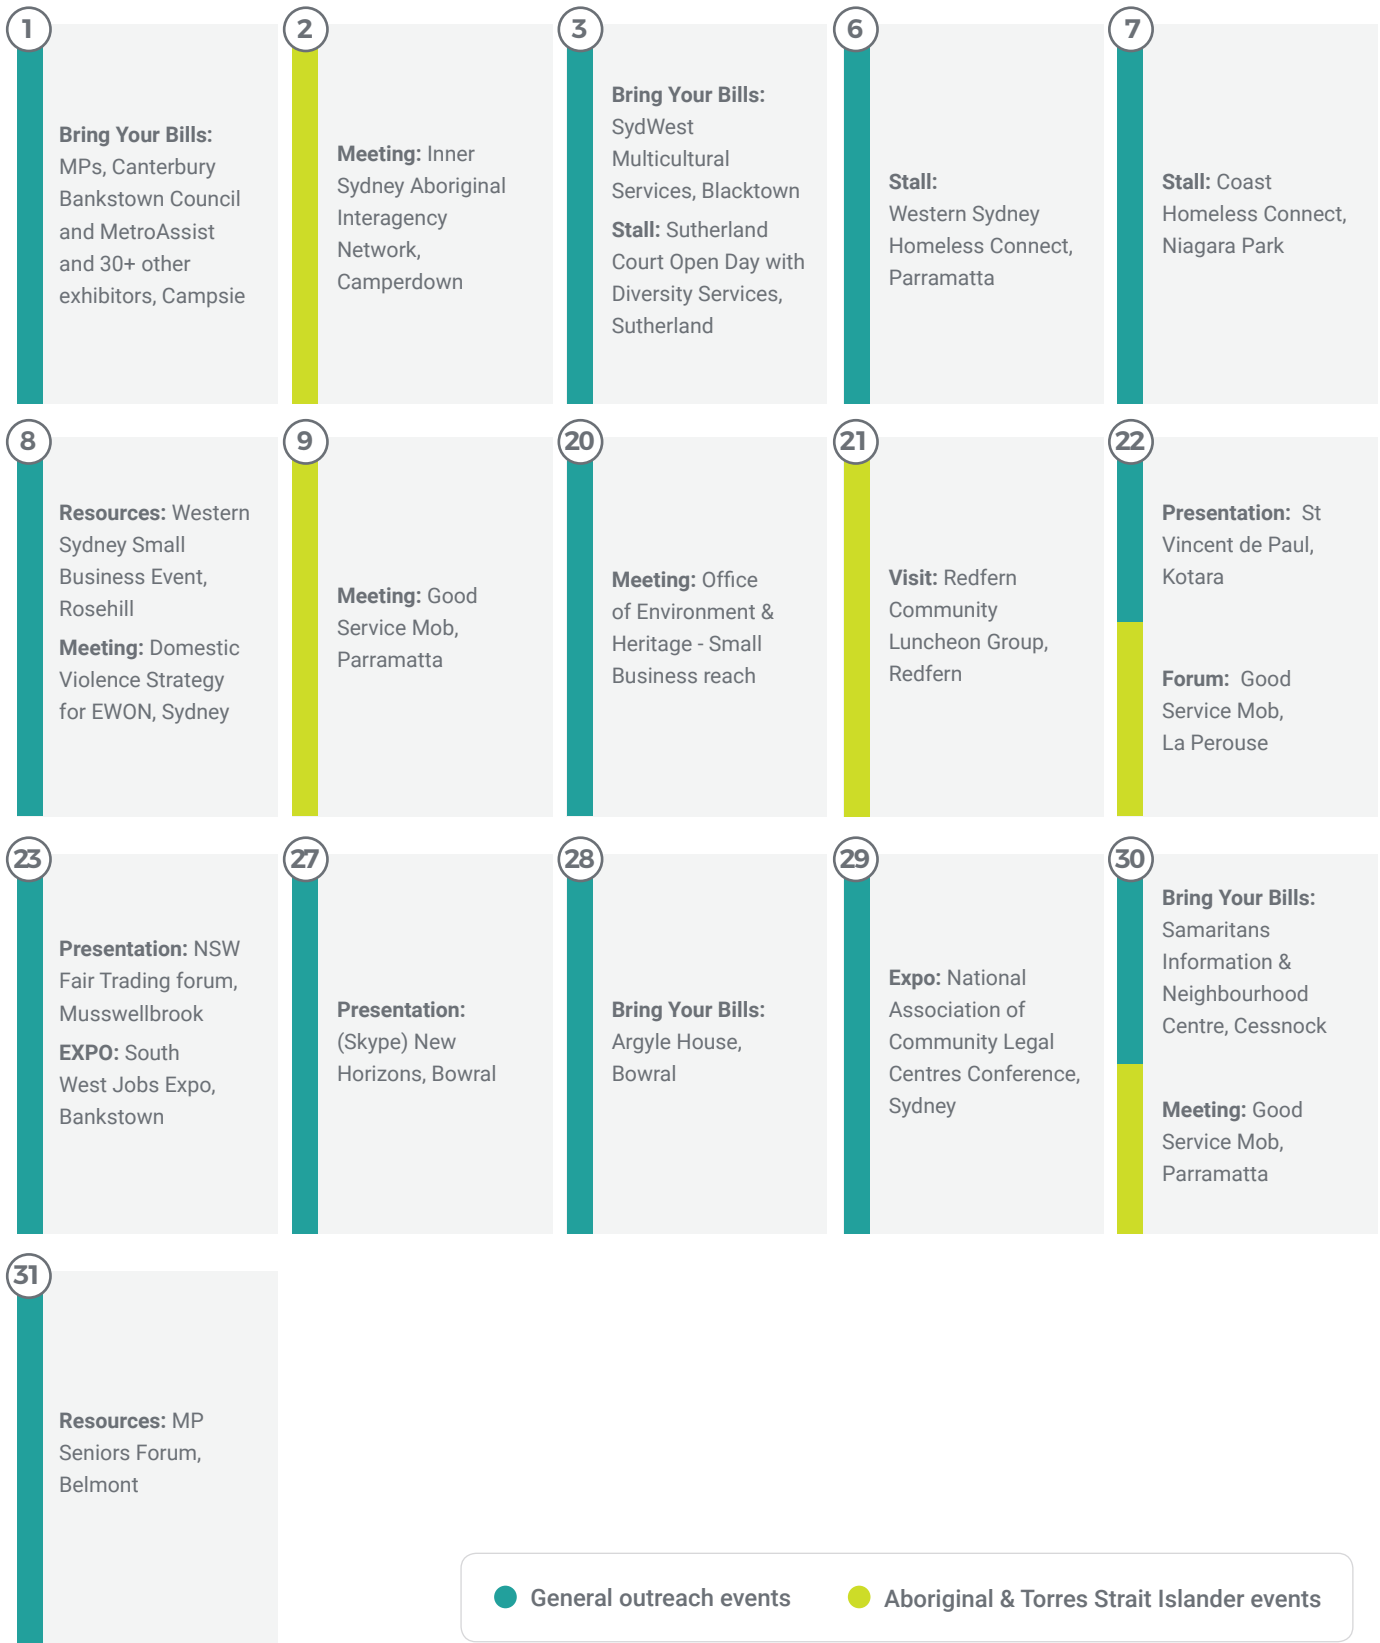 1
Bring Your Bills:
MPs, Canterbury
Bankstown Council
and MetroAssist
and 30+ other
exhibitors, Campsie
2
Meeting: Inner
Sydney Aboriginal
Interagency
Network,
Camperdown
3
Bring Your Bills:
SydWest
Multicultural
Services, Blacktown
Stall: Sutherland
Court Open Day with
Diversity Services,
Sutherland
6
Stall:
Western Sydney
Homeless Connect,
Parramatta
7
Stall: Coast
Homeless Connect,
Niagara Park
8
Resources: Western
Sydney Small
Business Event,
Rosehill
Meeting: Domestic
Violence Strategy
for EWON, Sydney
9
Meeting: Good
Service Mob,
Parramatta
20
Meeting: Office
of Environment &
Heritage - Small
Business reach
21
Visit: Redfern
Community
Luncheon Group,
Redfern
22
Presentation: St
Vincent de Paul,
Kotara
Forum: Good
Service Mob,
La Perouse
23
Presentation: NSW
Fair Trading forum,
Musswellbrook
EXPO: South
West Jobs Expo,
Bankstown
27
Presentation:
(Skype) New
Horizons, Bowral
28
Bring Your Bills:
Argyle House,
Bowral
29
Expo: National
Association of
Community Legal
Centres Conference,
Sydney
30
Bring Your Bills:
Samaritans
Information &
Neighbourhood
Centre, Cessnock
Meeting: Good
Service Mob,
Parramatta
31
Resources: MP
Seniors Forum,
Belmont
General outreach events
Aboriginal & Torres Strait Islander events